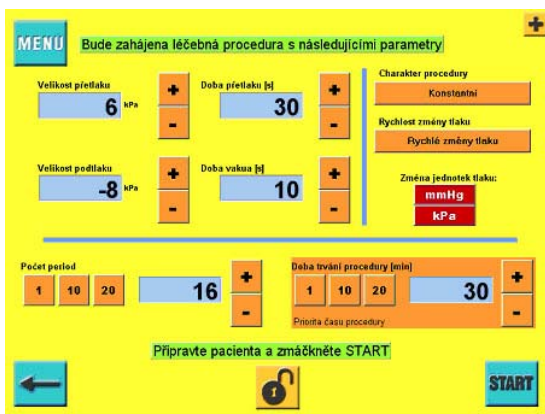 MENU
Bude zahájena léčebná procedura s následujícími parametry
Velikost přetlaku
6 kPa
+
-
Doba přetlaku [s]
30
+
-
Charakter procedury
Konstantní
Rychlost změny tlaku
Rychlé změny tlaku
Velikost podtlaku
-8 kPa
+
-
Doba vakua [s]
10
+
-
Změna jednotek tlaku:
mmHg
kPa
Počet period
1 10 20
16
+
-
Doba trvání procedury [min]
1 10 20
30
+
-
Priorita času procedury
Připravte pacienta a zmáčkněte START
START